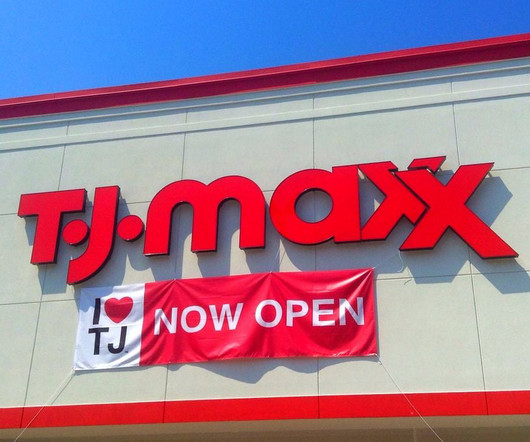 T·J·maxx
I ❤ TJ.
NOW OPEN